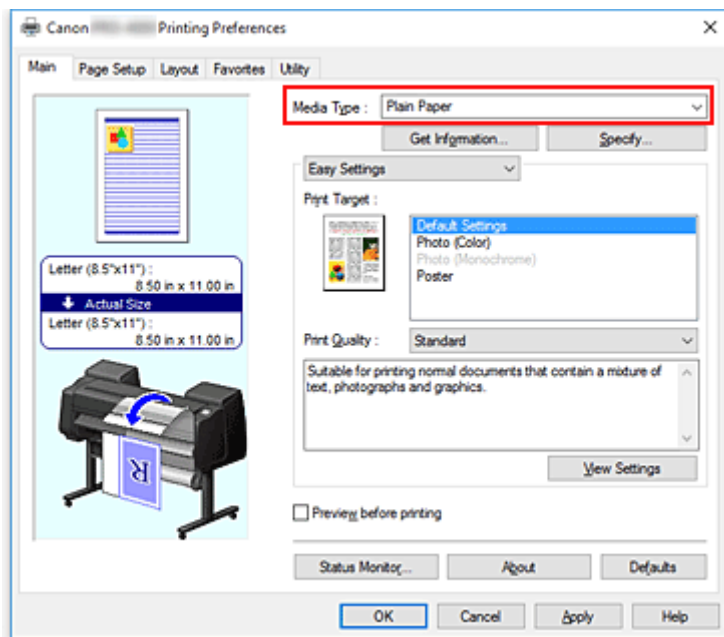 Canon Printing Preferences
Main Page Setup Layout Favorites Utility
Media Type : Plain Paper
Get Information... Specify...
Easy Settings
Print Target :
Default Settings
Photo (Color)
Photo (Monochrome)
Poster
Letter (8.5"x11") :
8.50 in x 11.00 in
Actual Size
Letter (8.5"x11") :
8.50 in x 11.00 in
R
Print Quality : Standard
Suitable for printing normal documents that contain a mixture of
text, photographs and graphics.
View Settings
Preview before printing
Status Monitor... About Defaults
OK Cancel Apply Help